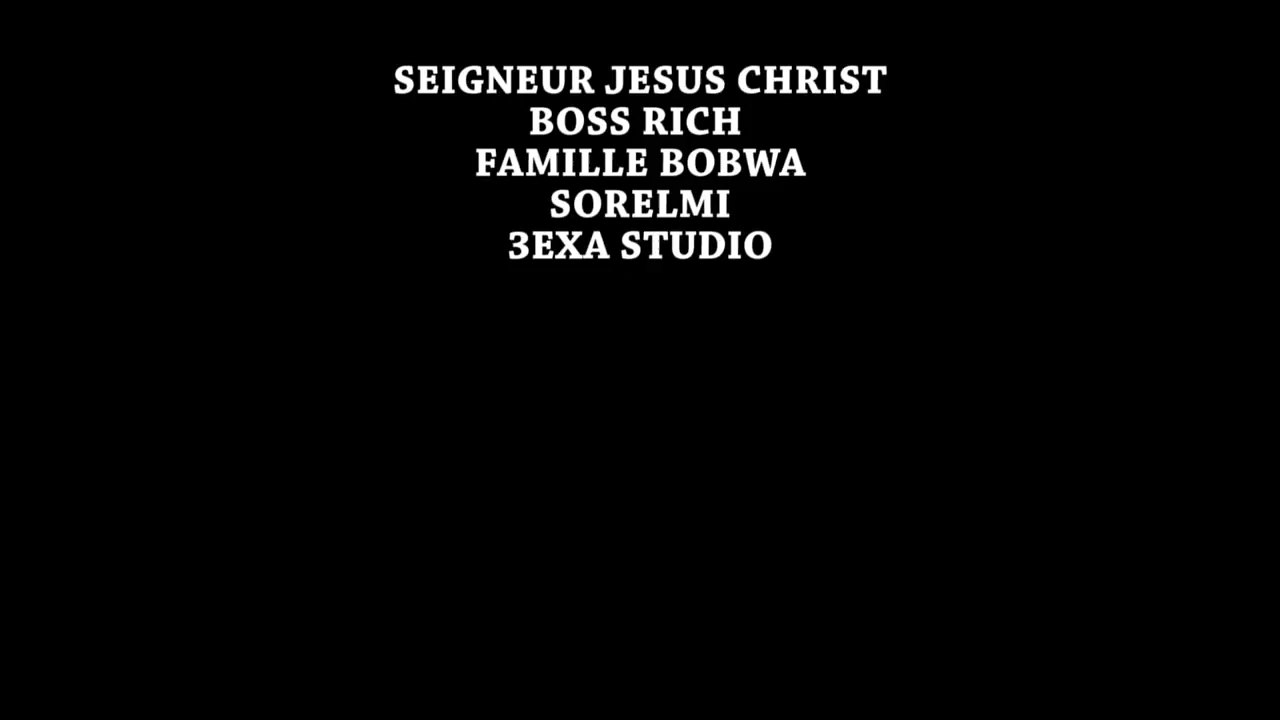 SEIGNEUR JESUS CHRIST
BOSS RICH
FAMILLE BOBWA
SORELMI
3EXA STUDIO